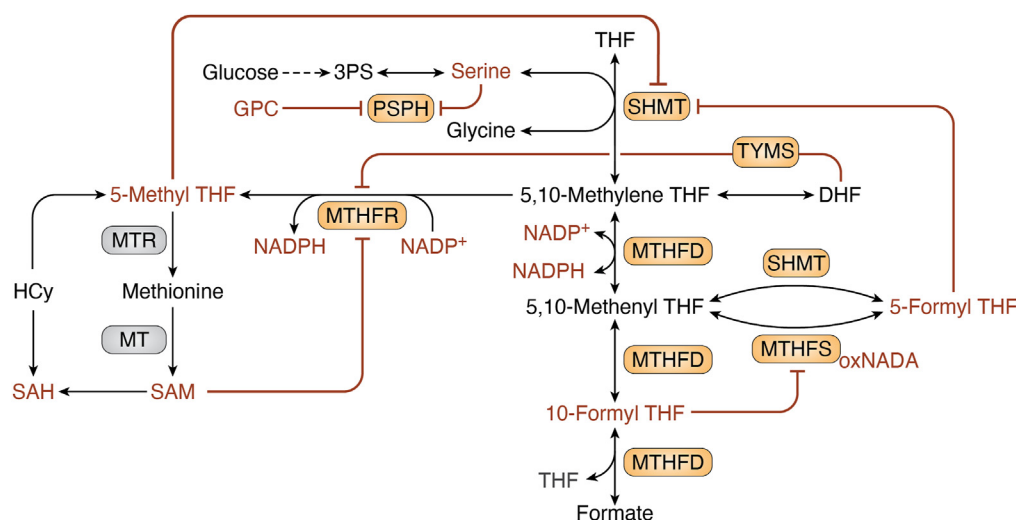 THF
Glucose
3PS
Serine
GPC
PSPH
SHMT
Glycine
TYMS
5-Methyl THF
5,10-Methylene THF
DHF
MTHFR
NADPH
NADP+
NADP+
MTHFD
NADPH
MTR
SHMT
HCy
Methionine
5,10-Methenyl THF
5-Formyl THF
MT
MTHFD
MTHFS
oxNADA
SAH
SAM
10-Formyl THF
MTHFD
THF
Formate